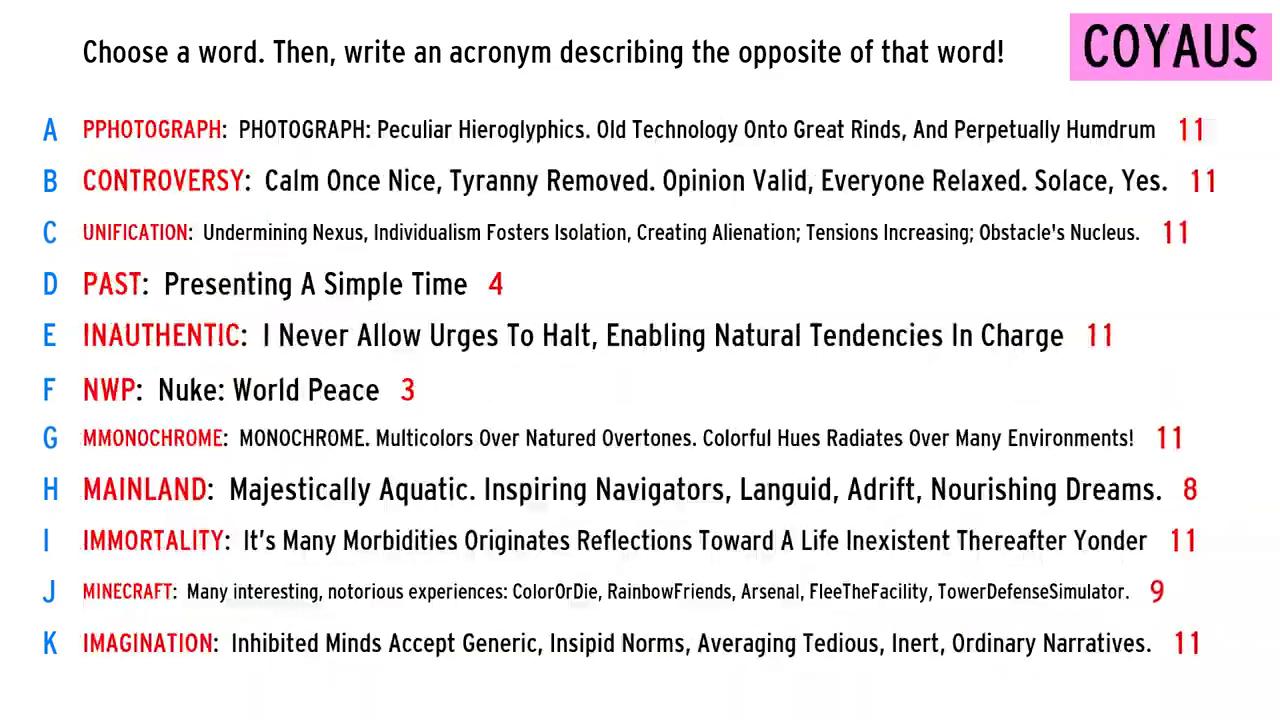 Choose a word. Then, write an acronym describing the opposite of that word!
COYAUS
A PPHOTOGRAPH: PHOTOGRAPH: Peculiar Hieroglyphics. Old Technology Onto Great Rinds, And Perpetually Humdrum 11
B CONTROVERSY: Calm Once Nice, Tyranny Removed. Opinion Valid, Everyone Relaxed. Solace, Yes. 11
C UNIFICATION: Undermining Nexus, Individualism Fosters Isolation, Creating Alienation; Tensions Increasing; Obstacle's Nucleus. 11
D PAST: Presenting A Simple Time 4
E INAUTHENTIC: I Never Allow Urges To Halt, Enabling Natural Tendencies In Charge 11
F NWP: Nuke: World Peace 3
G MMONOCHROME: MONOCHROME. Multicolors Over Natured Overtones. Colorful Hues Radiates Over Many Environments! 11
H MAINLAND: Majestically Aquatic. Inspiring Navigators, Languid, Adrift, Nourishing Dreams. 8
I IMMORTALITY: It’s Many Morbidities Originates Reflections Toward A Life Inexistent Thereafter Yonder 11
J MINECRAFT: Many interesting, notorious experiences: ColorOrDie, RainbowFriends, Arsenal, FleeTheFacility, TowerDefenseSimulator. 9
K IMAGINATION: Inhibited Minds Accept Generic, Insipid Norms, Averaging Tedious, Inert, Ordinary Narratives. 11